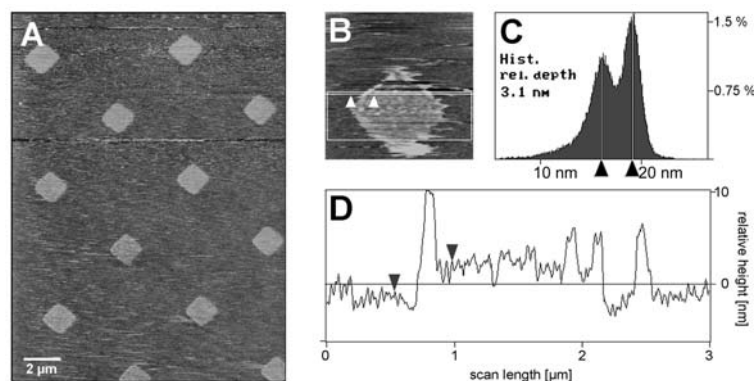 A
2 µm
B
C
Hist.
rel.depth
3.1 nm
1.5 %
0.75 %
10 nm
20 nm
D
10
0
relative height [nm]
0
1
2
3
scan length [µm]